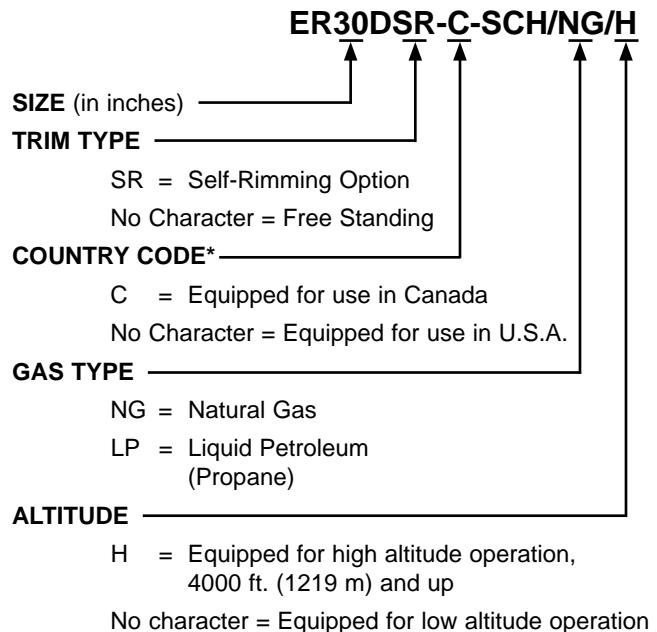 ER30DSR-C-SCH/NG/H
SIZE (in inches)
TRIM TYPE
SR = Self-Rimming Option
No Character = Free Standing
COUNTRY CODE*
C = Equipped for use in Canada
No Character = Equipped for use in U.S.A.
GAS TYPE
NG = Natural Gas
LP = Liquid Petroleum
(Propane)
ALTITUDE
H = Equipped for high altitude operation,
4000 ft. (1219 m) and up
No character = Equipped for low altitude operation